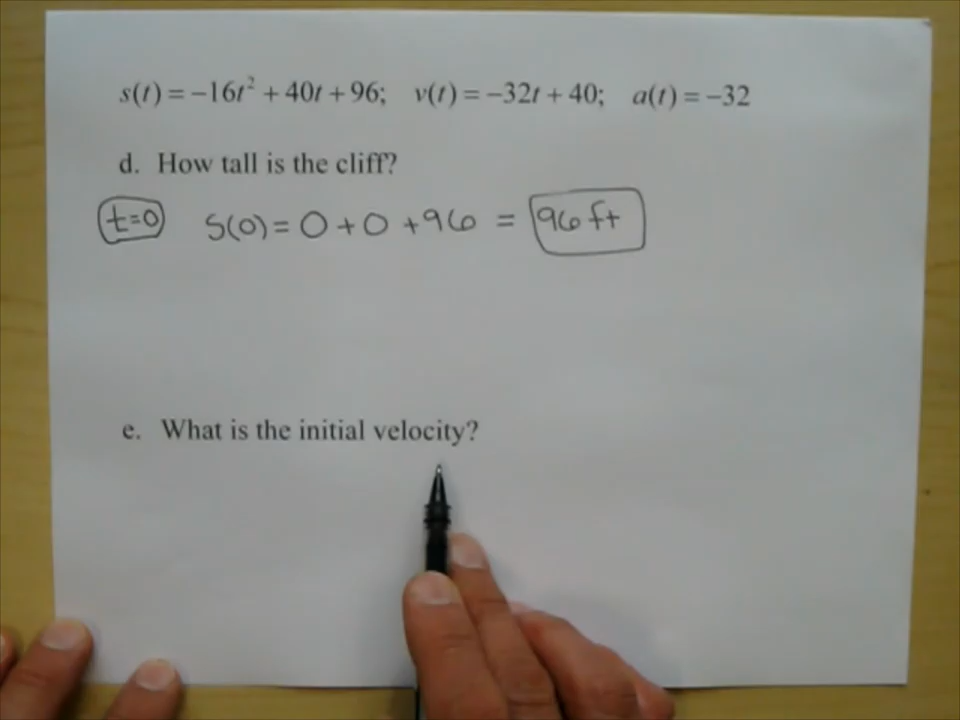 s(t) = −16t² + 40t + 96;   v(t) = −32t + 40;   a(t) = −32
d.  How tall is the cliff?
t=0   S(0) = 0 + 0 + 96 = 96 ft
e.  What is the initial velocity?